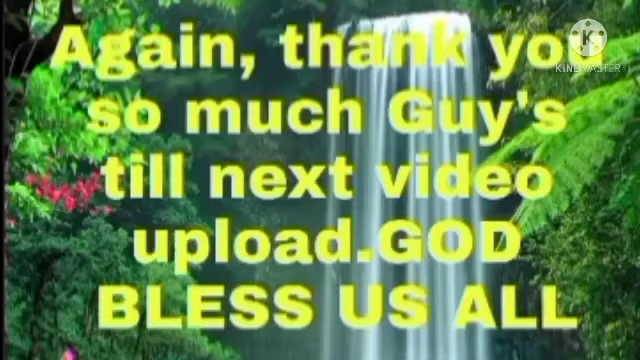 Again, thank you
so much Guy's
till next video
upload.GOD
BLESS US ALL
KINEMASTER